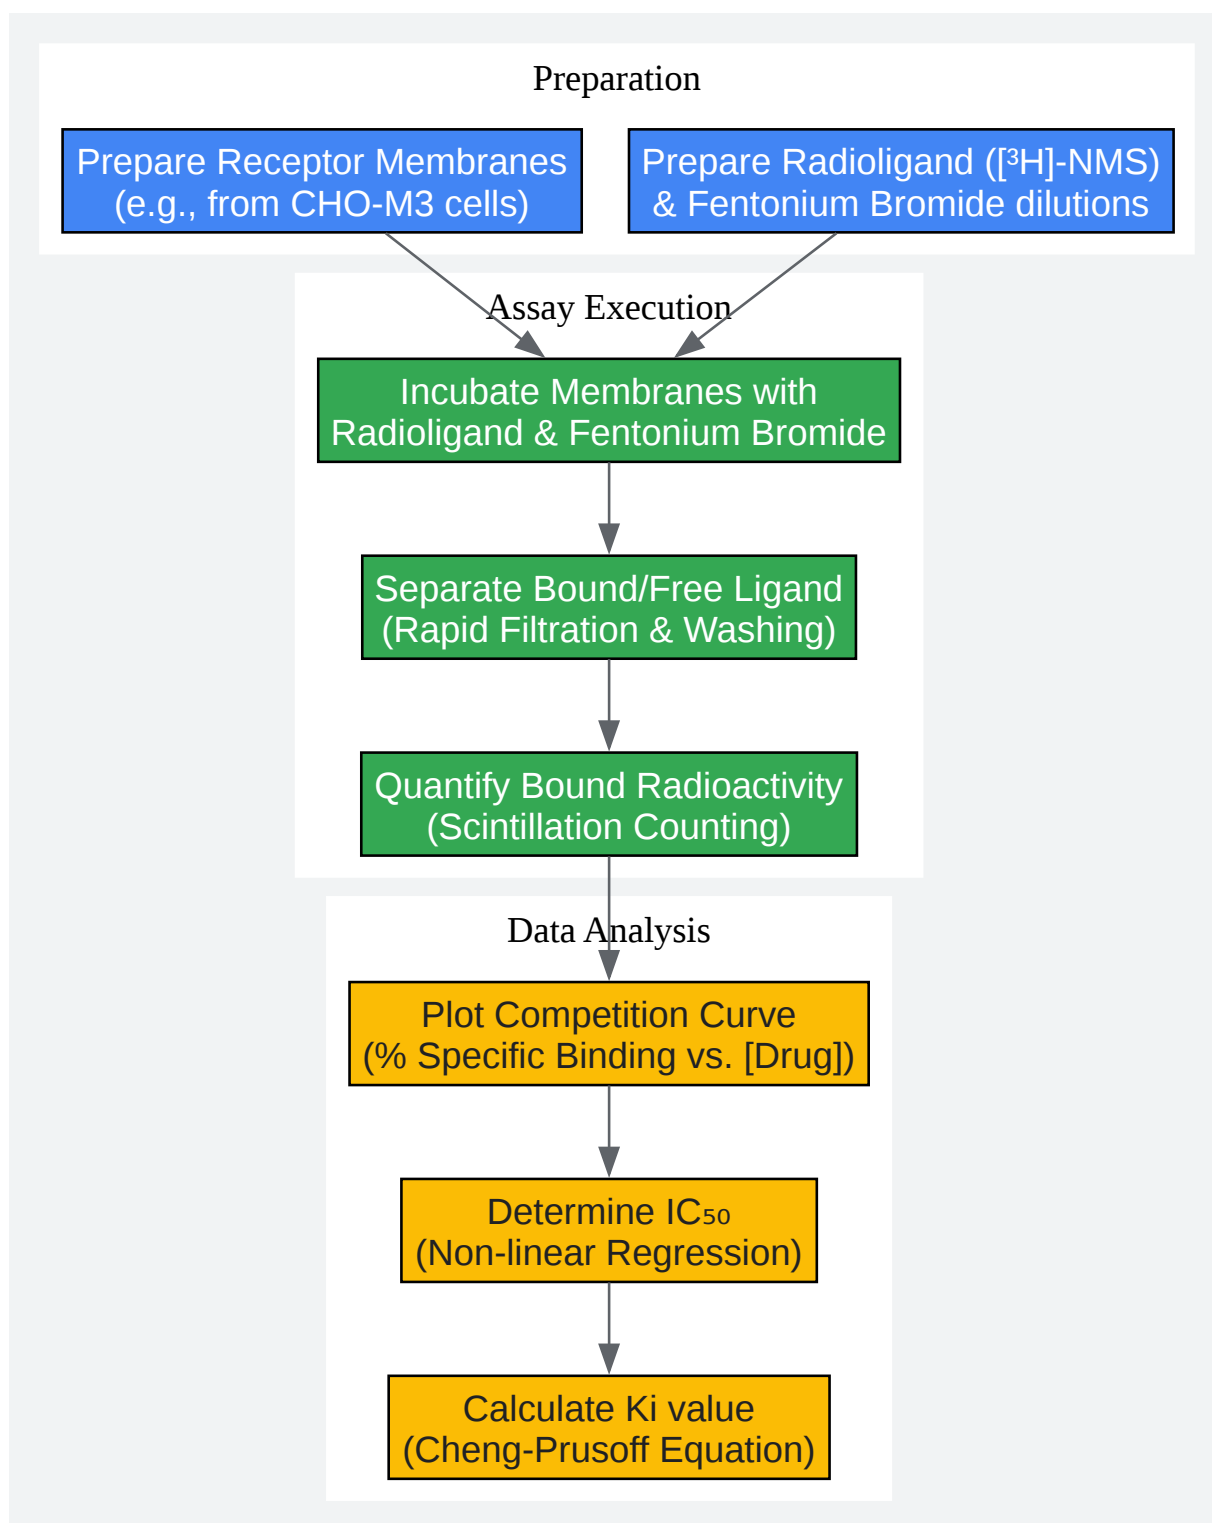 Preparation
Prepare Receptor Membranes
(e.g., from CHO-M3 cells)
Prepare Radioligand ([³H]-NMS)
& Fentonium Bromide dilutions
Assay Execution
Incubate Membranes with
Radioligand & Fentonium Bromide
Separate Bound/Free Ligand
(Rapid Filtration & Washing)
Quantify Bound Radioactivity
(Scintillation Counting)
Data Analysis
Plot Competition Curve
(% Specific Binding vs. [Drug])
Determine IC₅₀
(Non-linear Regression)
Calculate Ki value
(Cheng-Prusoff Equation)